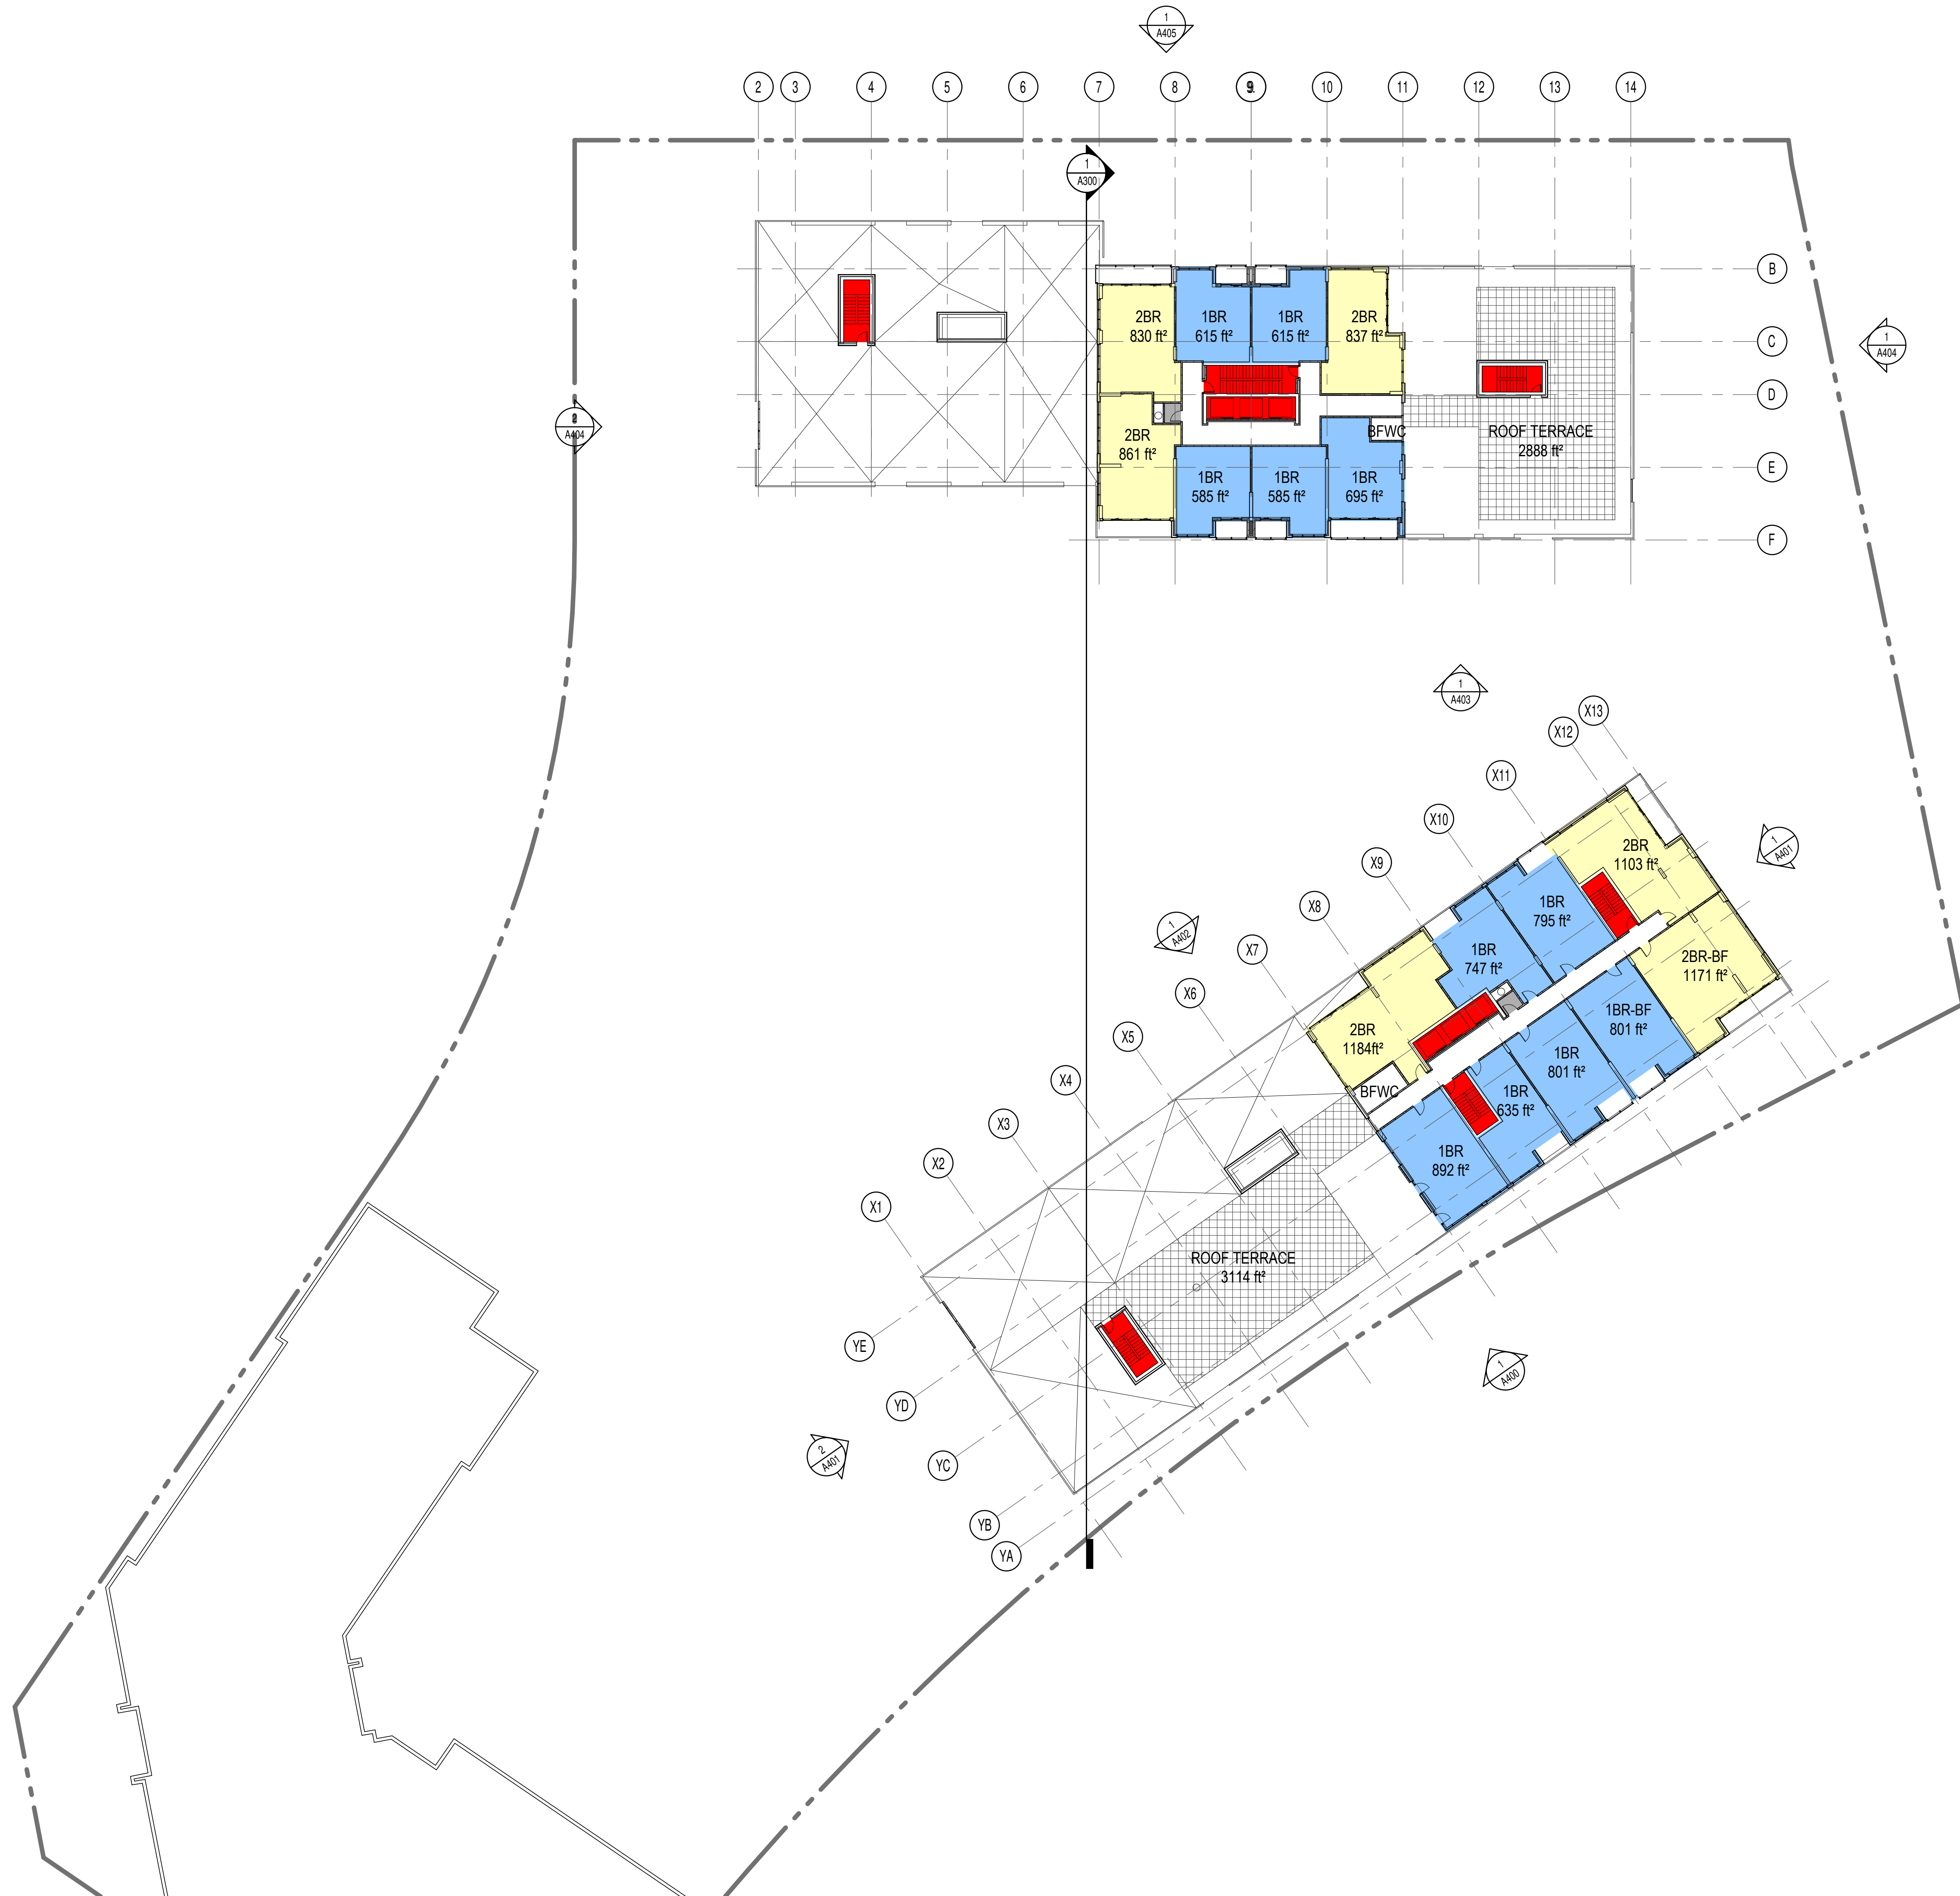 1
A405
2 3 4 5 6 7 8 9 10 11 12 13 14
1
A300
B
2BR
830 ft²
1BR
615 ft²
1BR
615 ft²
2BR
837 ft²
C
1
A404
D
A404
2BR
861 ft²
BFWC
ROOF TERRACE
2888 ft²
E
1BR
585 ft²
1BR
585 ft²
1BR
695 ft²
F
1
A403
X13
X12
X11
X10
X9
X8
X7
X6
X5
X4
X3
X2
X1
1
A401
1
A402
2BR
1103 ft²
1BR
795 ft²
1BR
747 ft²
2BR-BF
1171 ft²
2BR
1184ft²
1BR-BF
801 ft²
1BR
801 ft²
BFWC
1BR
635 ft²
1BR
892 ft²
ROOF TERRACE
3114 ft²
YE
YD
YC
YB
YA
1
A400
2
A401